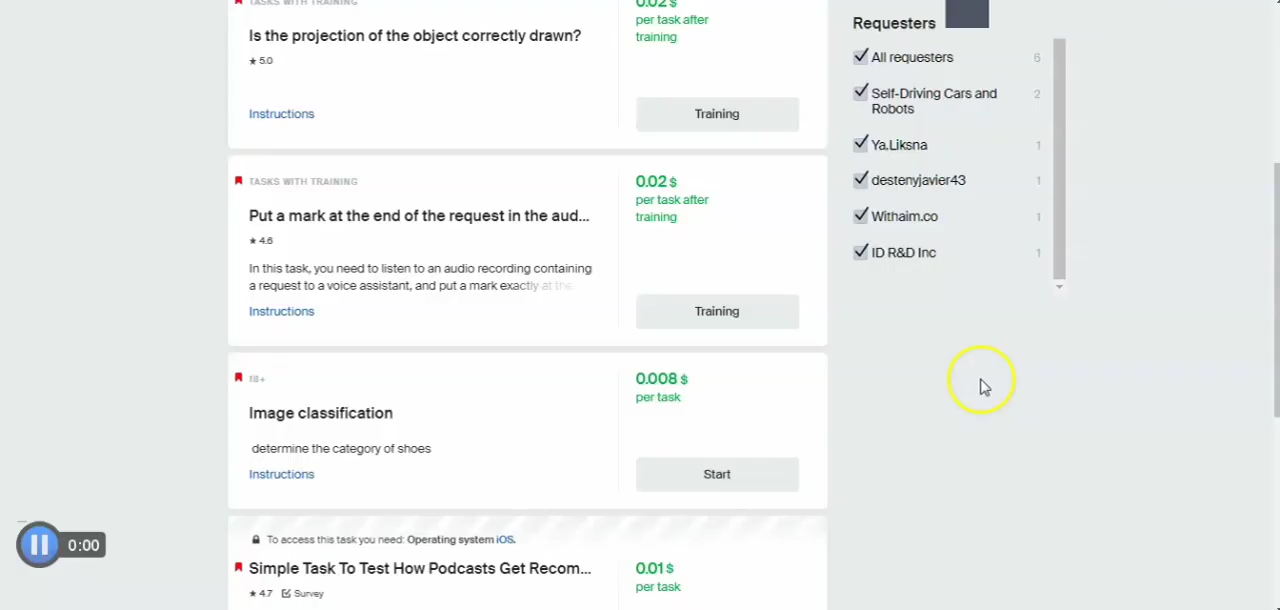 TASKS WITH TRAINING
Is the projection of the object correctly drawn?
★ 5.0
Instructions
0.02 $
per task after
training
Training
TASKS WITH TRAINING
Put a mark at the end of the request in the aud...
★ 4.6
In this task, you need to listen to an audio recording containing
a request to a voice assistant, and put a mark exactly at the
Instructions
0.02 $
per task after
training
Training
18+
Image classification
determine the category of shoes
Instructions
0.008 $
per task
Start
To access this task you need: Operating system iOS.
Simple Task To Test How Podcasts Get Recom...
★ 4.7 Survey
0.01 $
per task
Requesters
All requesters 6
Self-Driving Cars and 2
Robots
Ya.Liksna 1
destenyjavier43 1
Withaim.co 1
ID R&D Inc 1
0:00